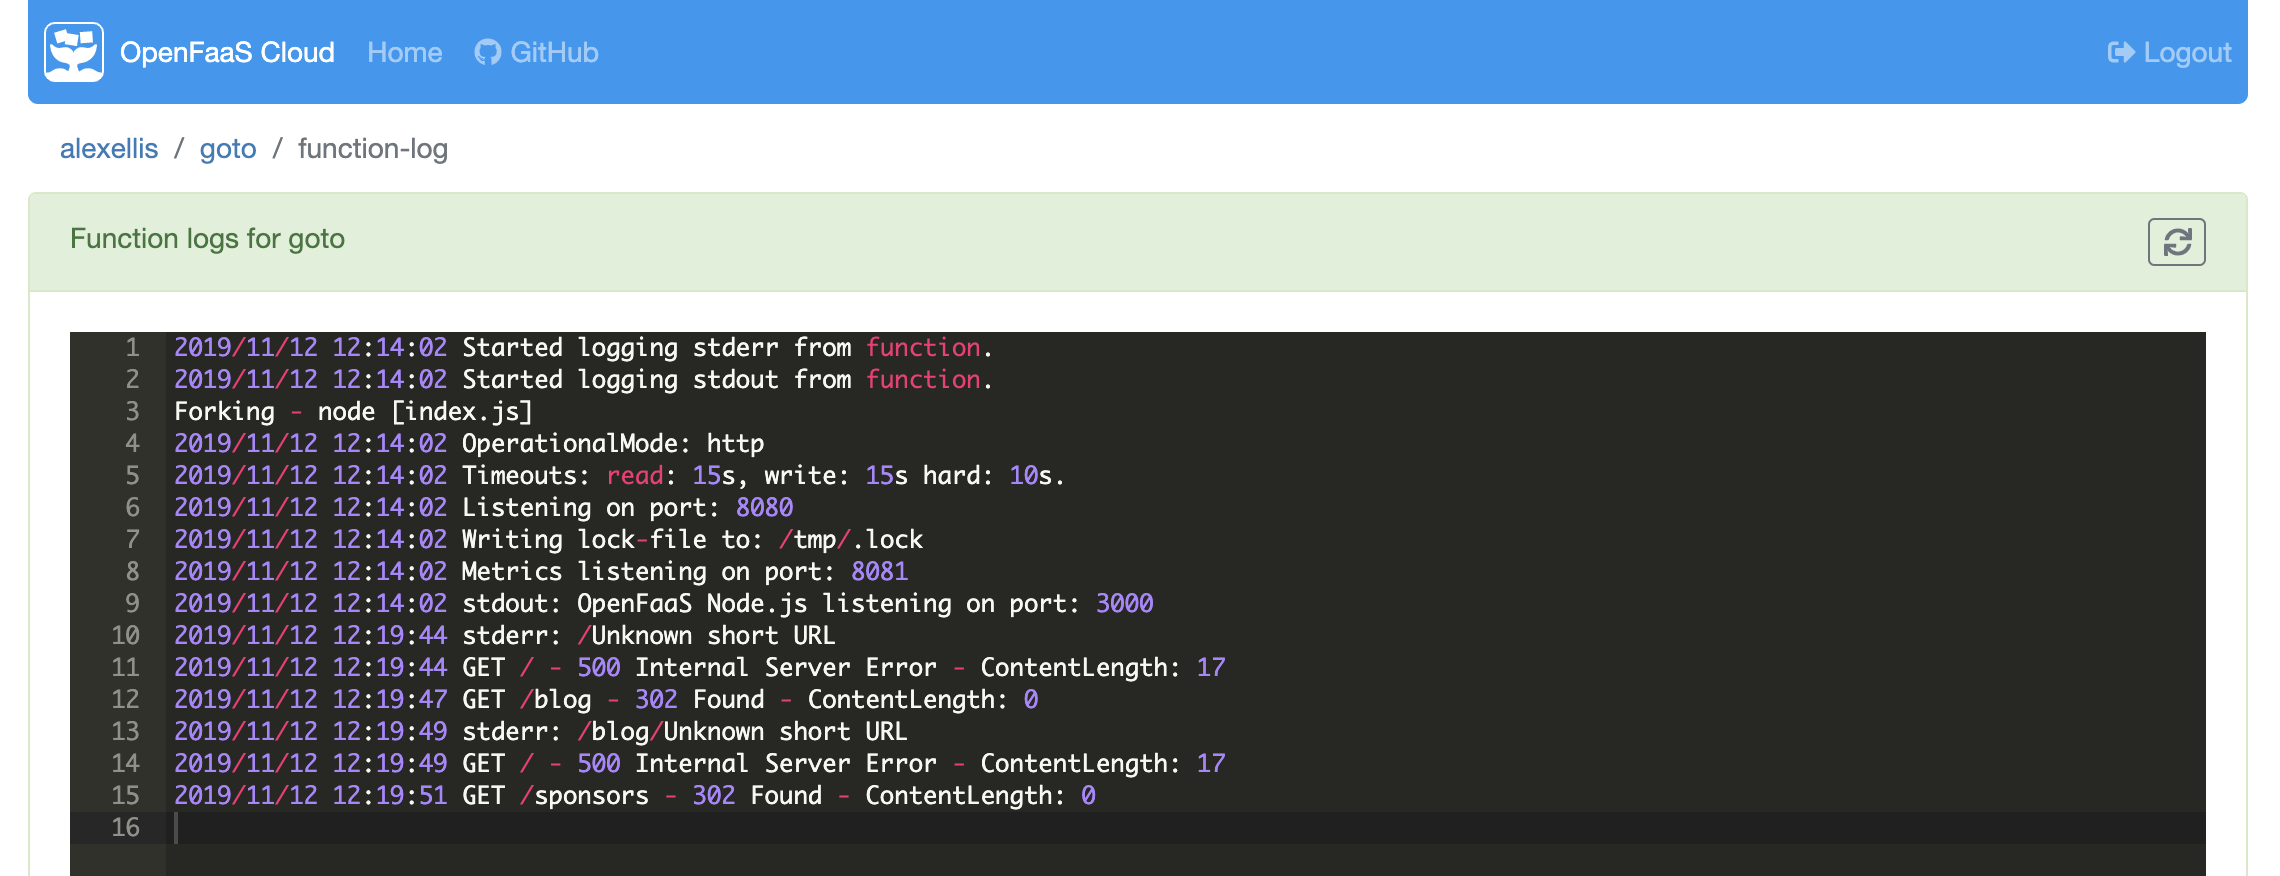 OpenFaaS Cloud Home GitHub Logout
alexellis / goto / function-log
Function logs for goto
1 2019/11/12 12:14:02 Started logging stderr from function.
2 2019/11/12 12:14:02 Started logging stdout from function.
3 Forking - node [index.js]
4 2019/11/12 12:14:02 OperationalMode: http
5 2019/11/12 12:14:02 Timeouts: read: 15s, write: 15s hard: 10s.
6 2019/11/12 12:14:02 Listening on port: 8080
7 2019/11/12 12:14:02 Writing lock-file to: /tmp/.lock
8 2019/11/12 12:14:02 Metrics listening on port: 8081
9 2019/11/12 12:14:02 stdout: OpenFaaS Node.js listening on port: 3000
10 2019/11/12 12:19:44 stderr: /Unknown short URL
11 2019/11/12 12:19:44 GET / - 500 Internal Server Error - ContentLength: 17
12 2019/11/12 12:19:47 GET /blog - 302 Found - ContentLength: 0
13 2019/11/12 12:19:49 stderr: /blog/Unknown short URL
14 2019/11/12 12:19:49 GET / - 500 Internal Server Error - ContentLength: 17
15 2019/11/12 12:19:51 GET /sponsors - 302 Found - ContentLength: 0
16